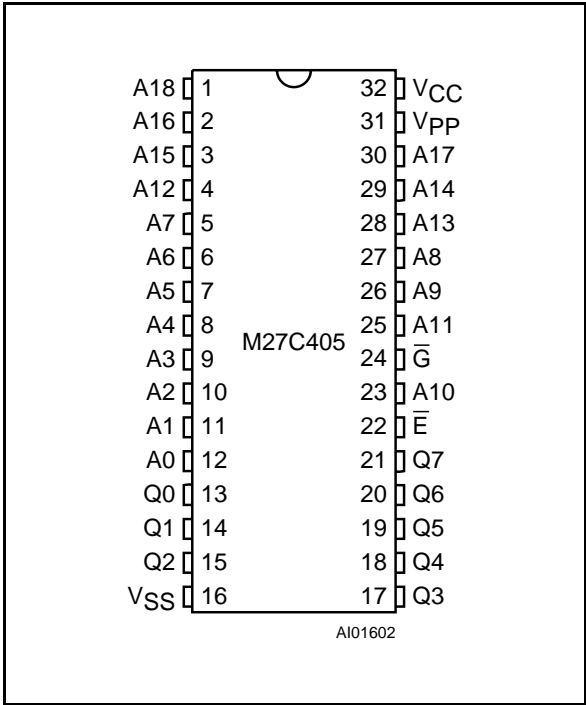 A18 1 32 VCC
A16 2 31 VPP
A15 3 30 A17
A12 4 29 A14
A7 5 28 A13
A6 6 27 A8
A5 7 26 A9
A4 8 25 A11
M27C405
A3 9 24 G̅
A2 10 23 A10
A1 11 22 E̅
A0 12 21 Q7
Q0 13 20 Q6
Q1 14 19 Q5
Q2 15 18 Q4
VSS 16 17 Q3
AI01602